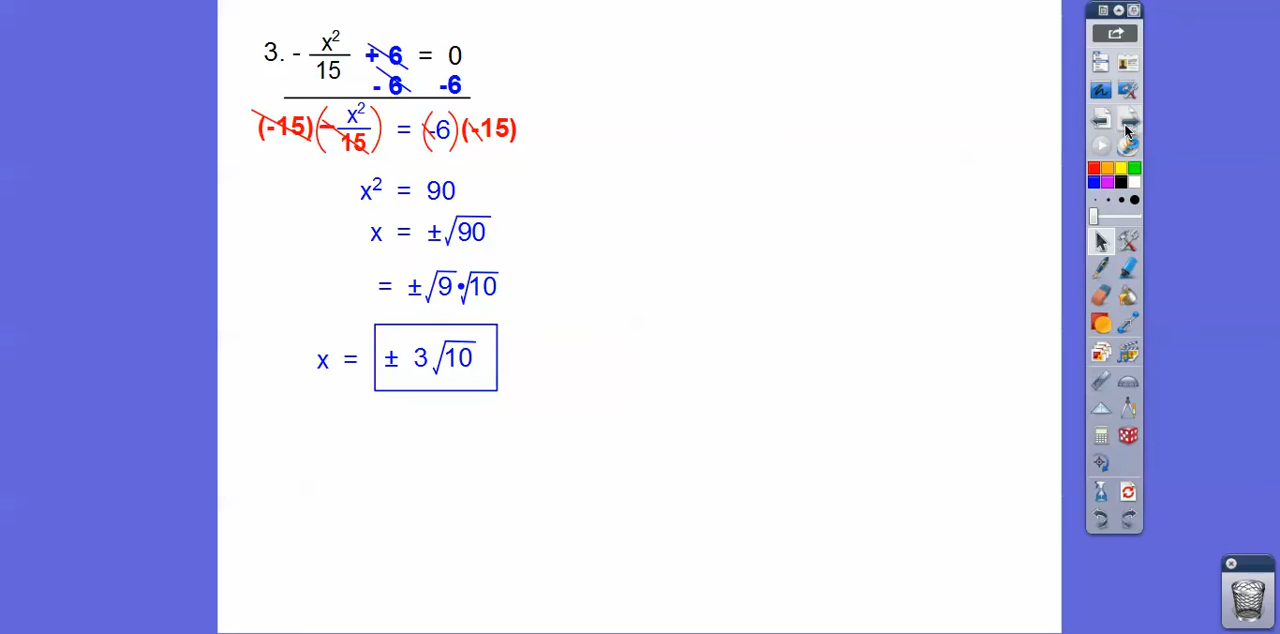 3. - x²/15 + 6 = 0
- 6 -6
(-15)(- x²/15) = (-6)(-15)
x² = 90
x = ±√90
= ±√9•√10
x = ± 3√10